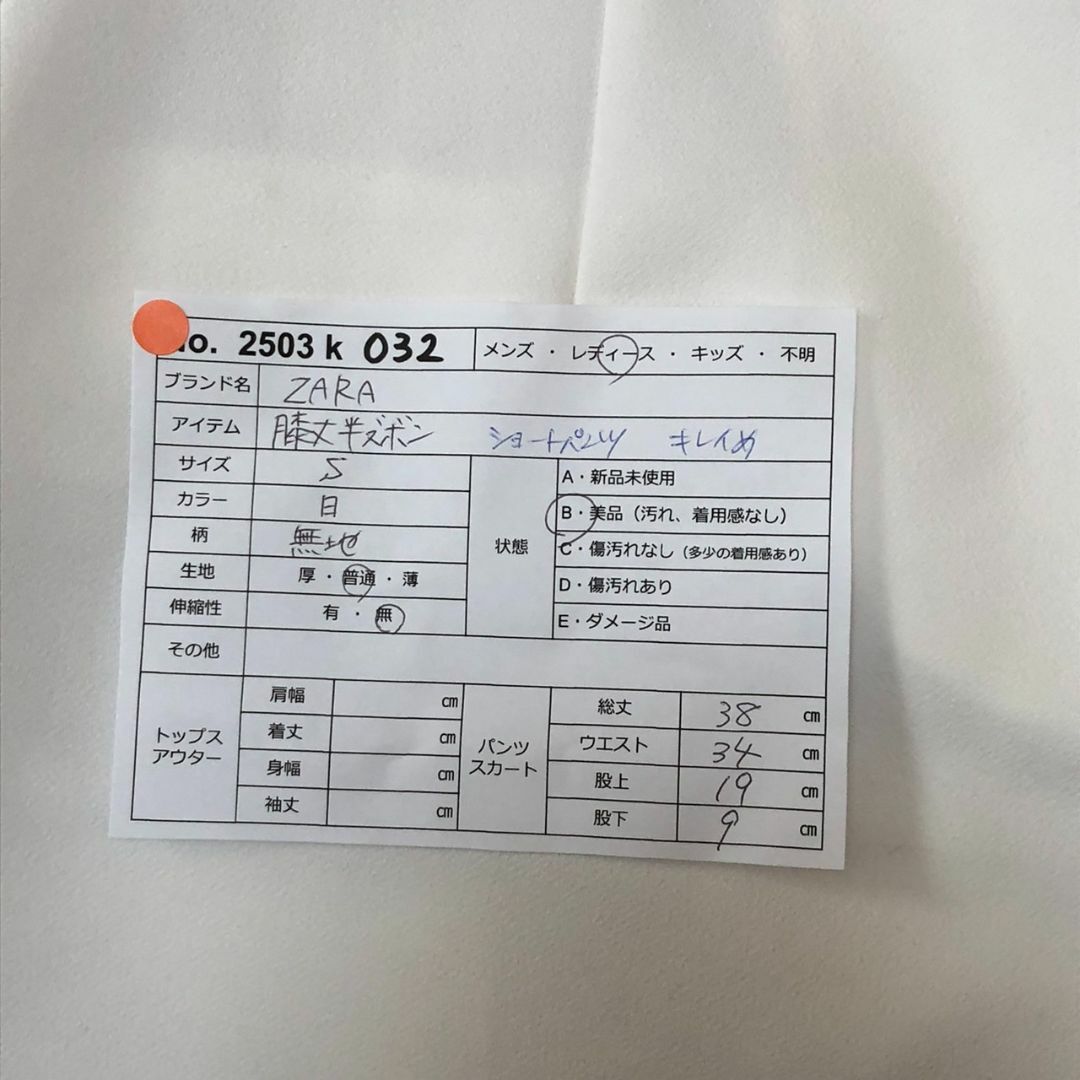 No. 2503 k 032 メンズ ・ レディース ・ キッズ ・ 不明
ブランド名 ZARA
アイテム 膝丈半ズボン ショートパンツ キレイめ
サイズ S
カラー 白
柄 無地
生地 厚・普通・薄
伸縮性 有 ・ 無
状態
A・新品未使用
B・美品（汚れ、着用感なし）
C・傷汚れなし（多少の着用感あり）
D・傷汚れあり
E・ダメージ品
その他
トップス
アウター
肩幅 ㎝
着丈 ㎝
身幅 ㎝
袖丈 ㎝
パンツ
スカート
総丈 38 ㎝
ウエスト 34 ㎝
股上 19 ㎝
股下 9 ㎝